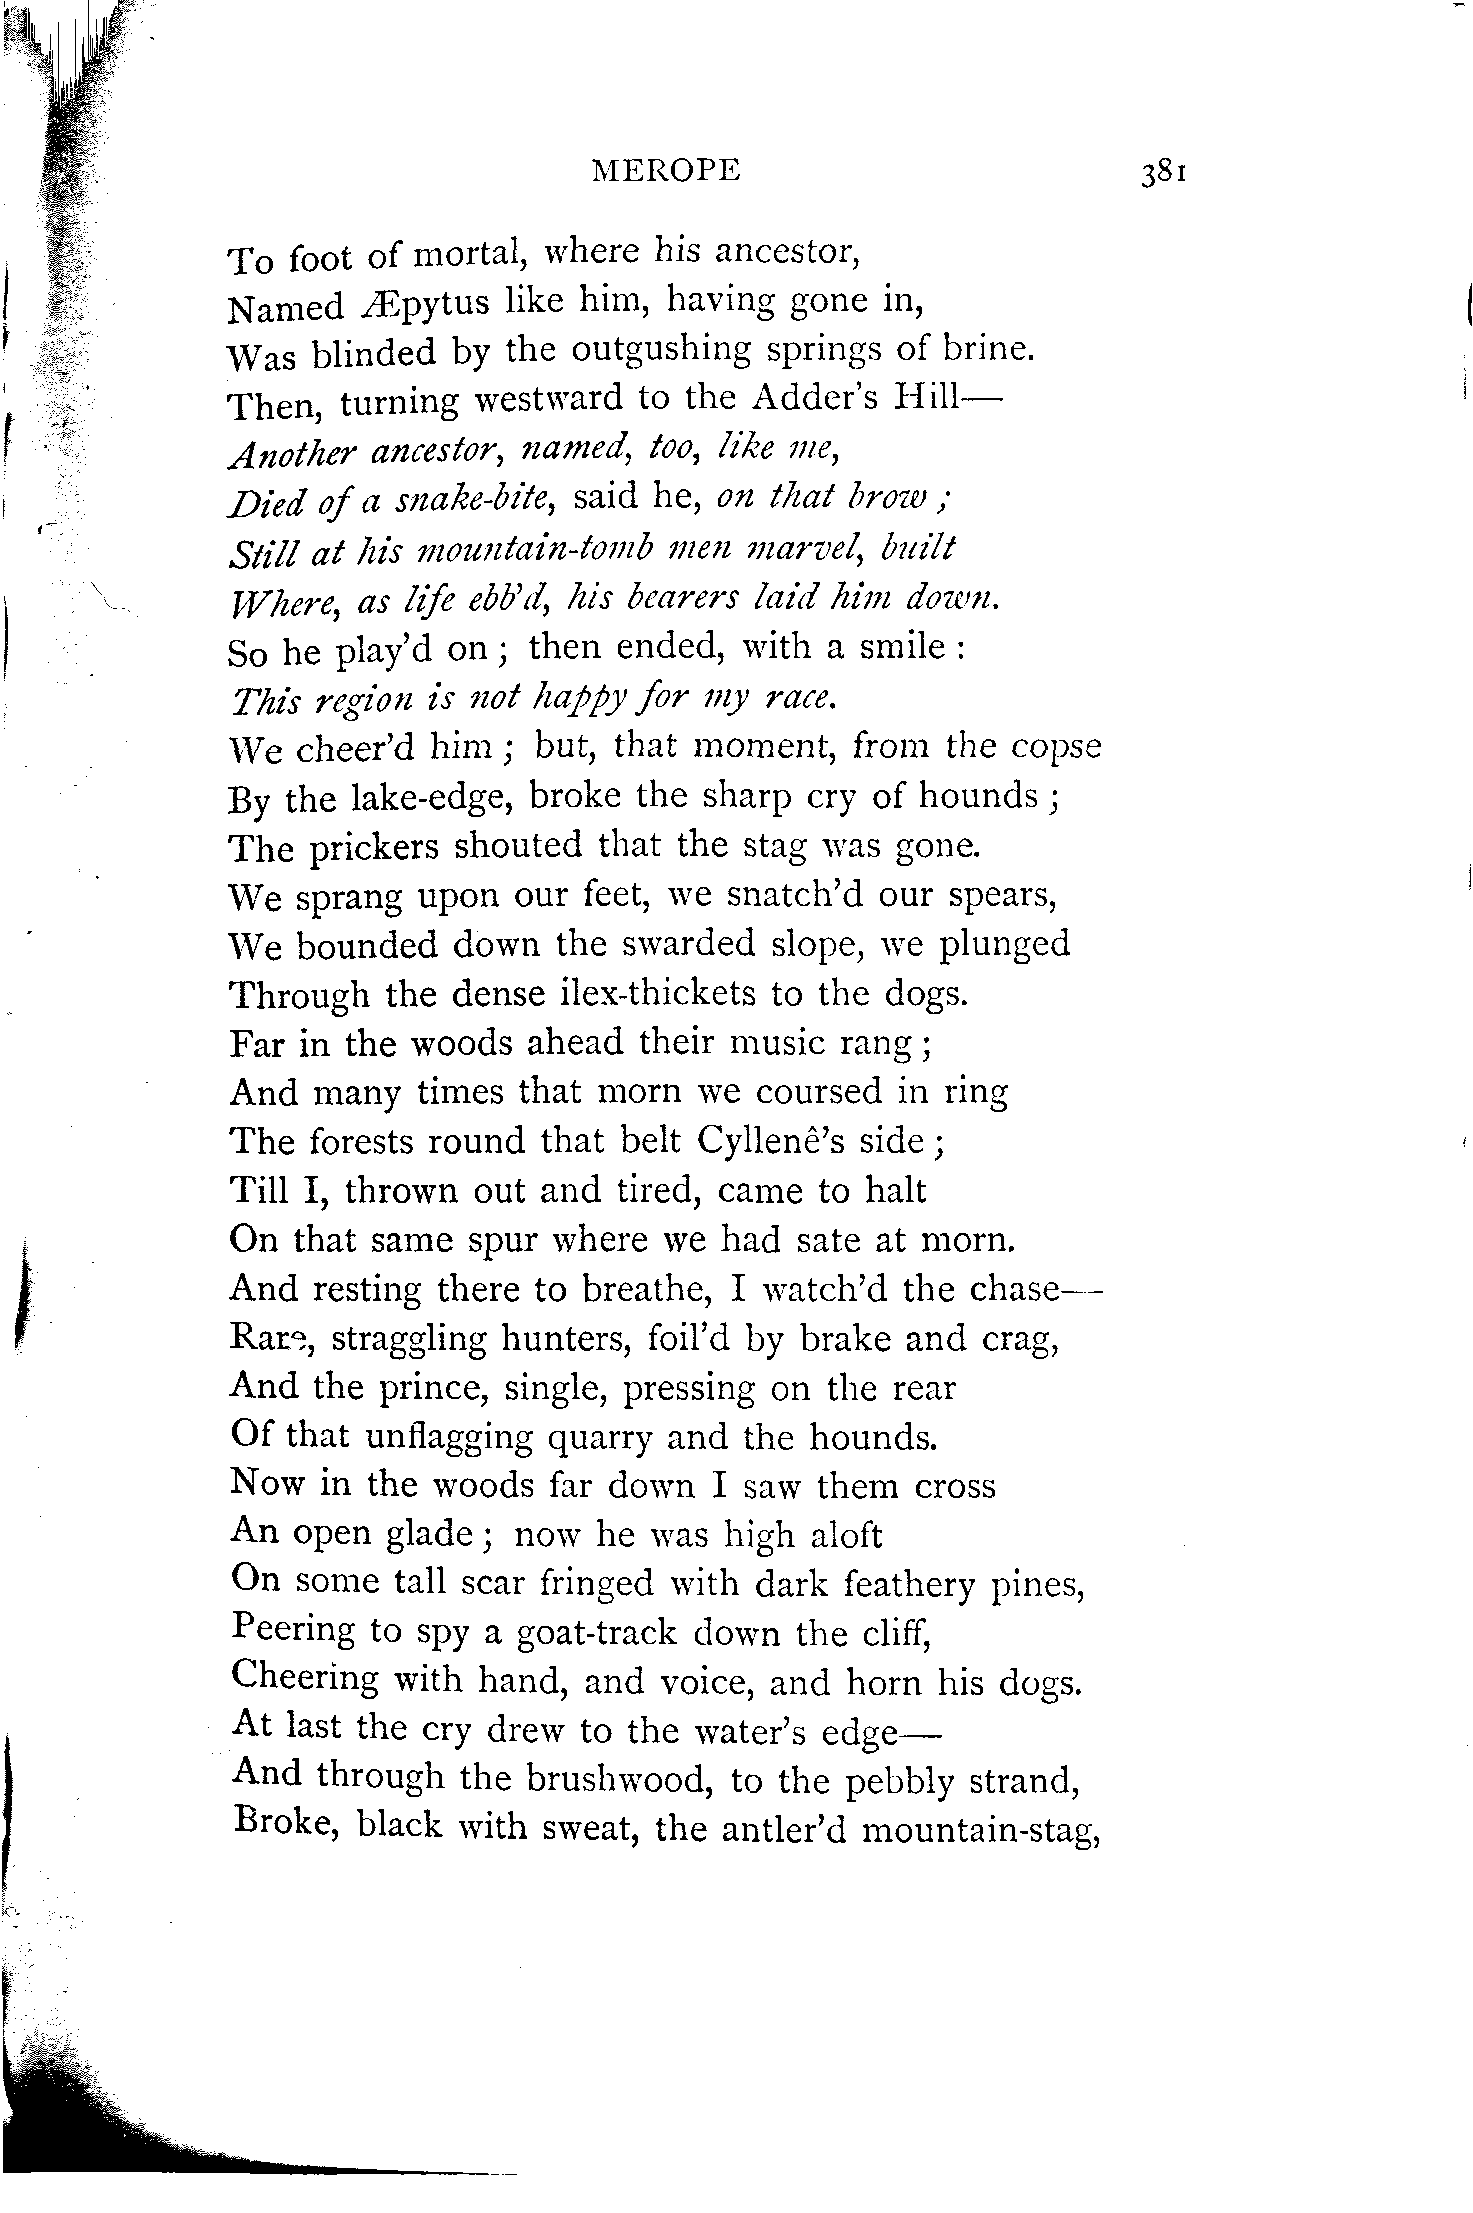 MEROPE 381
To foot of mortal, where his ancestor,
Named Æpytus like him, having gone in,
Was blinded by the outgushing springs of brine.
Then, turning westward to the Adder's Hill—
Another ancestor, named, too, like me,
Died of a snake-bite, said he, on that brow ;
Still at his mountain-tomb men marvel, built
Where, as life ebb'd, his bearers laid him down.
So he play'd on ; then ended, with a smile :
This region is not happy for my race.
We cheer'd him ; but, that moment, from the copse
By the lake-edge, broke the sharp cry of hounds ;
The prickers shouted that the stag was gone.
We sprang upon our feet, we snatch'd our spears,
We bounded down the swarded slope, we plunged
Through the dense ilex-thickets to the dogs.
Far in the woods ahead their music rang ;
And many times that morn we coursed in ring
The forests round that belt Cyllenê's side ;
Till I, thrown out and tired, came to halt
On that same spur where we had sate at morn.
And resting there to breathe, I watch'd the chase—
Rare, straggling hunters, foil'd by brake and crag,
And the prince, single, pressing on the rear
Of that unflagging quarry and the hounds.
Now in the woods far down I saw them cross
An open glade ; now he was high aloft
On some tall scar fringed with dark feathery pines,
Peering to spy a goat-track down the cliff,
Cheering with hand, and voice, and horn his dogs.
At last the cry drew to the water's edge—
And through the brushwood, to the pebbly strand,
Broke, black with sweat, the antler'd mountain-stag,